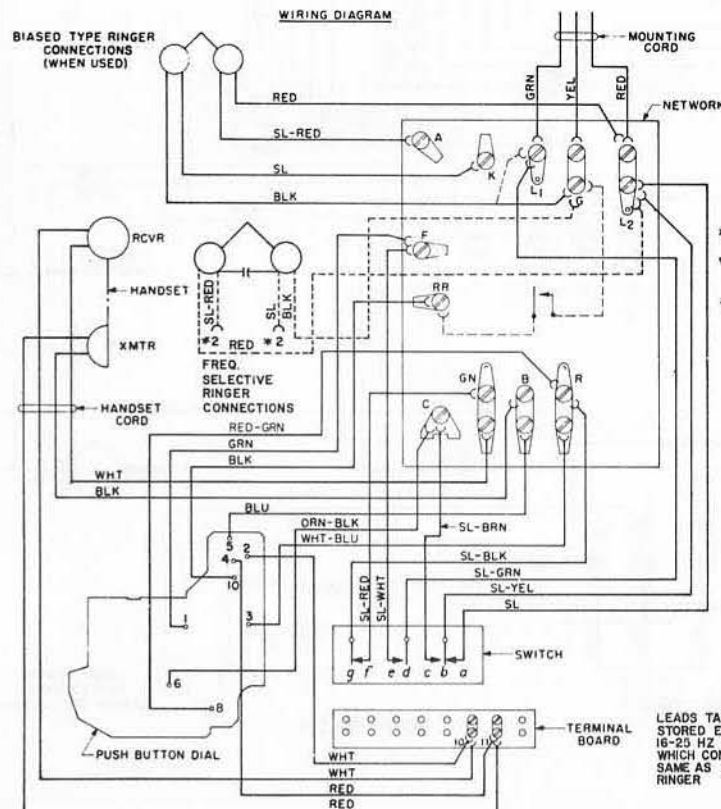 WIRING DIAGRAM
BIASED TYPE RINGER
CONNECTIONS
(WHEN USED)
MOUNTING
CORD
GRN
YEL
RED
NETWORK
RED
SL-RED
A
SL
K
BLK
L1
G
L2
RCVR
F
HANDSET
SL-RED
SL
BLK
RR
XMTR
*2
RED
*2
FREQ.
SELECTIVE
RINGER
CONNECTIONS
GN
B
R
C
HANDSET
CORD
RED-GRN
GRN
BLK
WHT
BLK
BLU
ORN-BLK
SL-BRN
WHT-BLU
5
2
4
10
SL-BLK
SL-GRN
SL-YEL
SL
SL-RED
SL-WHT
1
3
6
8
SWITCH
g f e d c b a
PUSH BUTTON DIAL
10
11
TERMINAL
BOARD
LEADS TA
STORED E
16-25 HZ
WHICH CON
SAME AS
RINGER
WHT
WHT
RED
RED